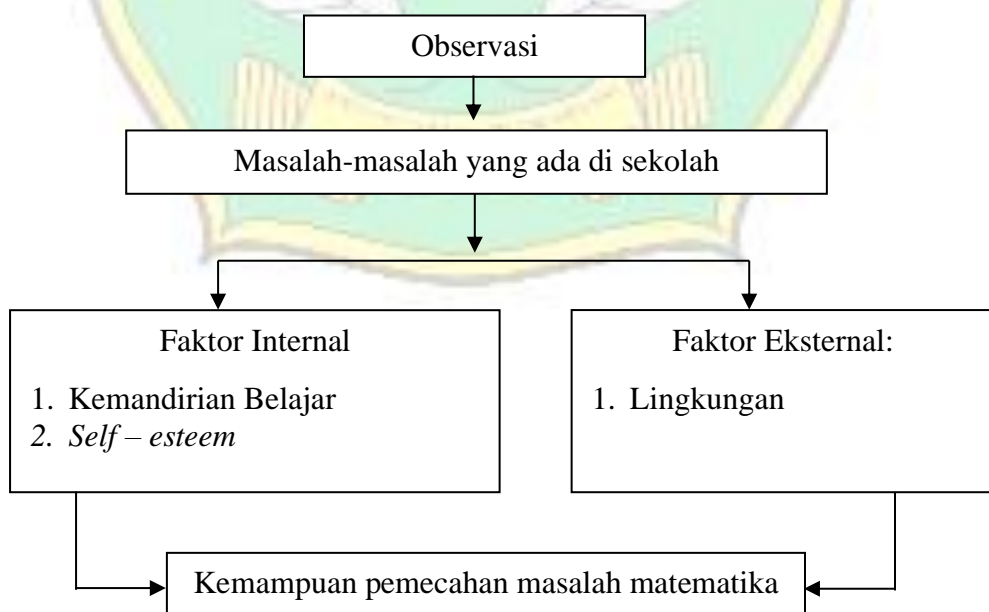 Observasi
Masalah-masalah yang ada di sekolah
Faktor Internal
1. Kemandirian Belajar
2. Self – esteem
Faktor Eksternal:
1. Lingkungan
Kemampuan pemecahan masalah matematika